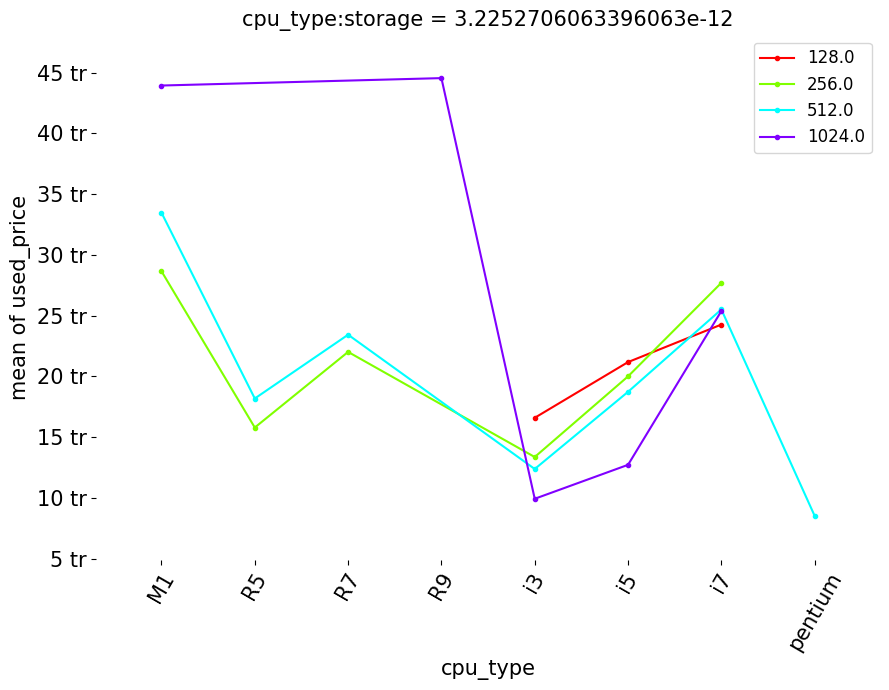 cpu_type:storage = 3.2252706063396063e-12
128.0
256.0
512.0
1024.0
45 tr
40 tr
35 tr
30 tr
25 tr
20 tr
15 tr
10 tr
5 tr
mean of used_price
M1
R5
R7
R9
i3
i5
i7
pentium
cpu_type